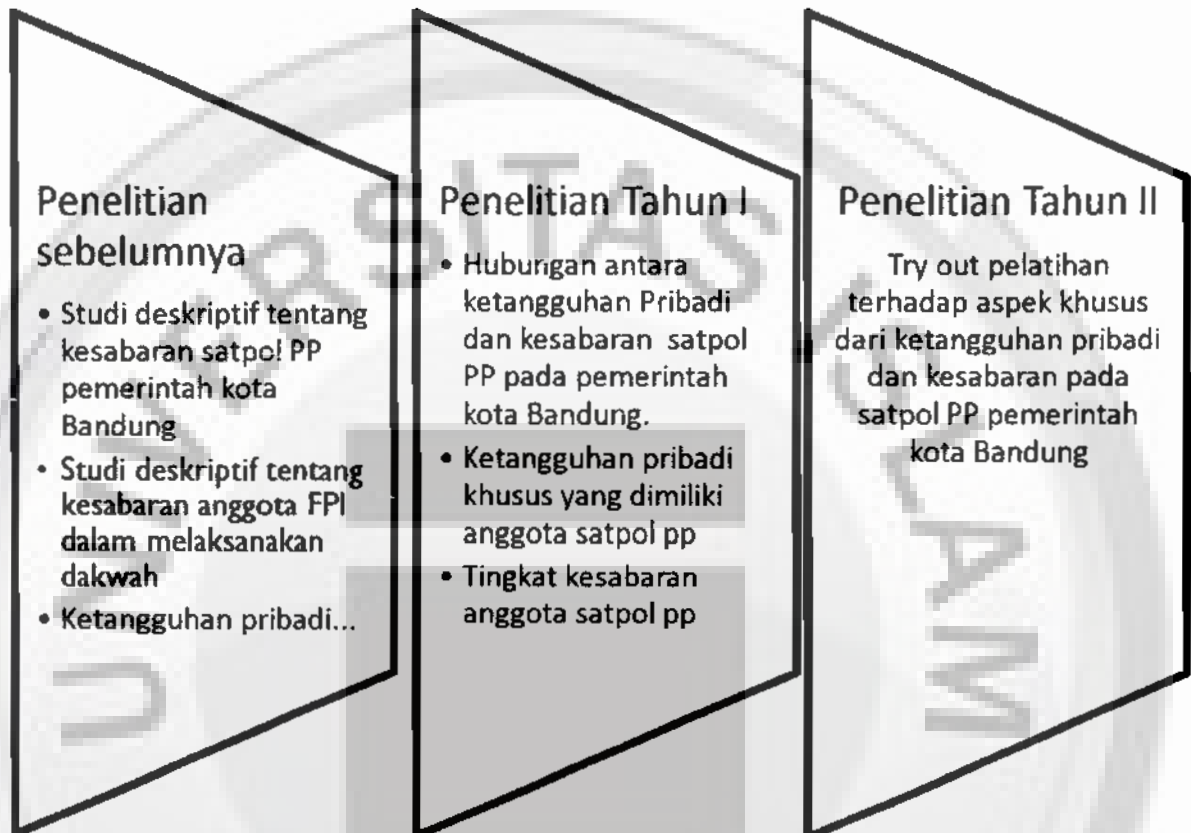 Penelitian
sebelumnya
• Studi deskriptif tentang
kesabaran satpol PP
pemerintah kota
Bandung
• Studi deskriptif tentang
kesabaran anggota FPI
dalam melaksanakan
dakwah
• Ketangguhan pribadi...
Penelitian Tahun I
• Hubungan antara
ketangguhan Pribadi
dan kesabaran satpol
PP pada pemerintah
kota Bandung.
• Ketangguhan pribadi
khusus yang dimiliki
anggota satpol pp
• Tingkat kesabaran
anggota satpol pp
Penelitian Tahun II
Try out pelatihan
terhadap aspek khusus
dari ketangguhan pribadi
dan kesabaran pada
satpol PP pemerintah
kota Bandung
UNIVERSITAS ISLAM